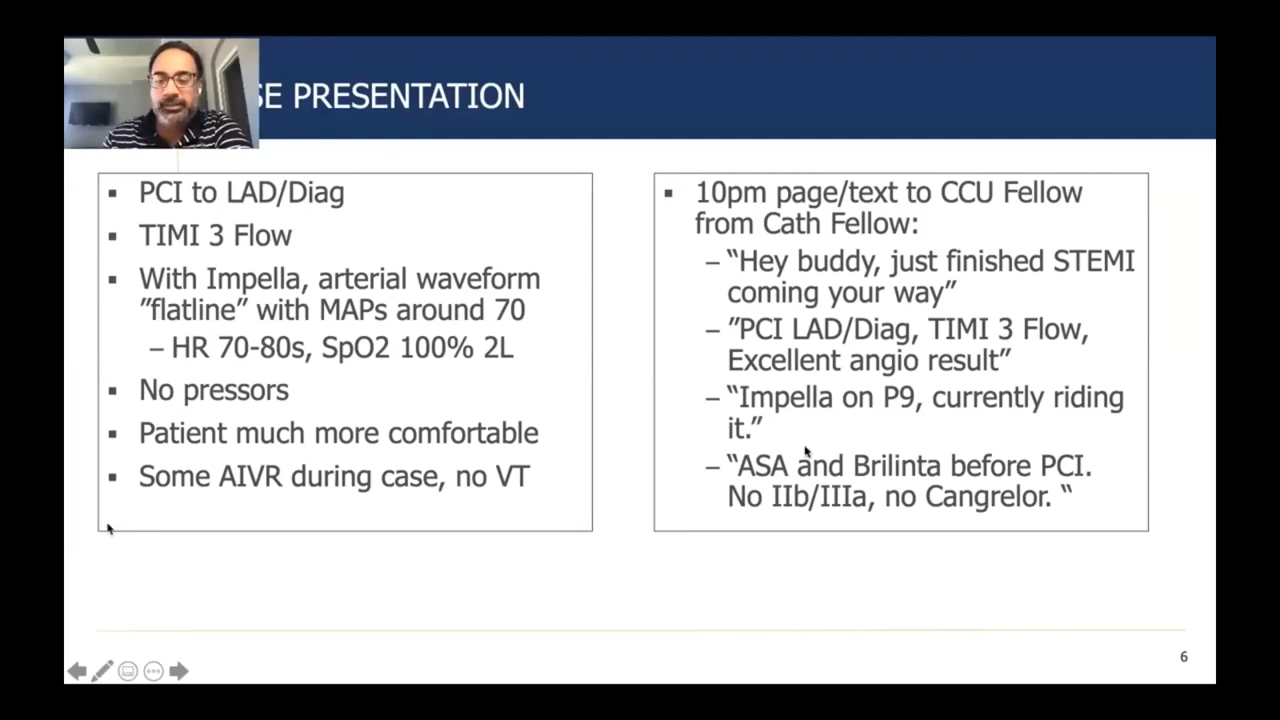 SE PRESENTATION
▪ PCI to LAD/Diag
▪ TIMI 3 Flow
▪ With Impella, arterial waveform
”flatline” with MAPs around 70
– HR 70-80s, SpO2 100% 2L
▪ No pressors
▪ Patient much more comfortable
▪ Some AIVR during case, no VT
▪ 10pm page/text to CCU Fellow
from Cath Fellow:
– “Hey buddy, just finished STEMI
coming your way”
– ”PCI LAD/Diag, TIMI 3 Flow,
Excellent angio result”
– “Impella on P9, currently riding
it.”
– “ASA and Brilinta before PCI.
No IIb/IIIa, no Cangrelor. “
6